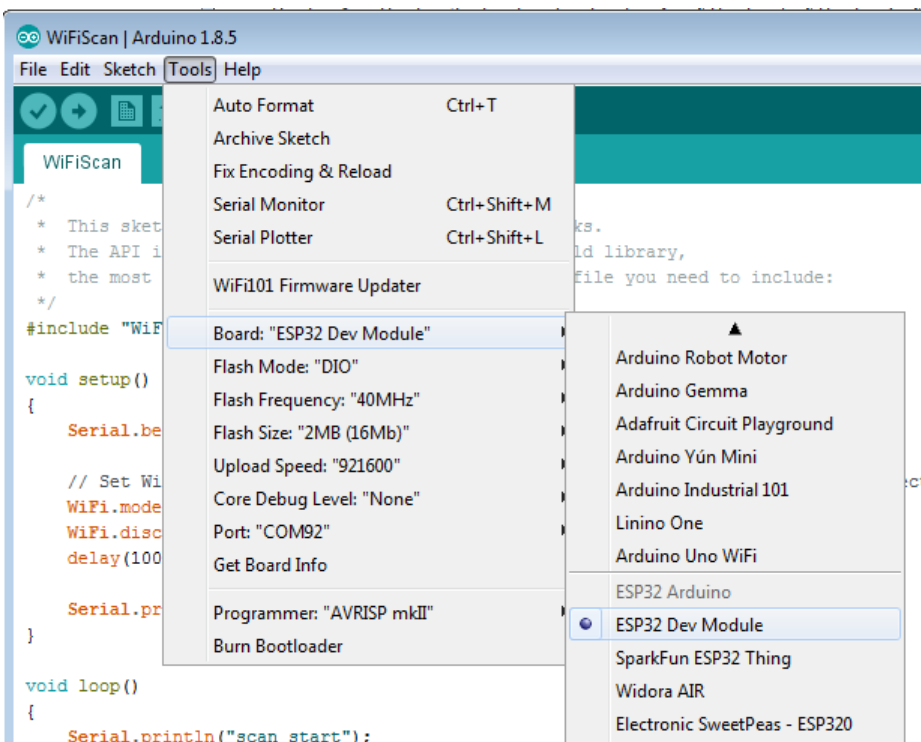 WiFiScan | Arduino 1.8.5
File Edit Sketch Tools Help
WiFiScan
Auto Format Ctrl+T
Archive Sketch
Fix Encoding & Reload
Serial Monitor Ctrl+Shift+M
Serial Plotter Ctrl+Shift+L
WiFi101 Firmware Updater
Board: "ESP32 Dev Module"
Flash Mode: "DIO"
Flash Frequency: "40MHz"
Flash Size: "2MB (16Mb)"
Upload Speed: "921600"
Core Debug Level: "None"
Port: "COM92"
Get Board Info
Programmer: "AVRISP mkII"
Burn Bootloader
Arduino Robot Motor
Arduino Gemma
Adafruit Circuit Playground
Arduino Yún Mini
Arduino Industrial 101
Linino One
Arduino Uno WiFi
ESP32 Arduino
ESP32 Dev Module
SparkFun ESP32 Thing
Widora AIR
Electronic SweetPeas - ESP320
/*
* This sket ks.
* The API i ld library,
* the most file you need to include:
*/
#include "WiF
void setup()
{
Serial.be
// Set Wi ec
WiFi.mode
WiFi.disc
delay(100
Serial.pr
}
void loop()
{
Serial.println("scan start");